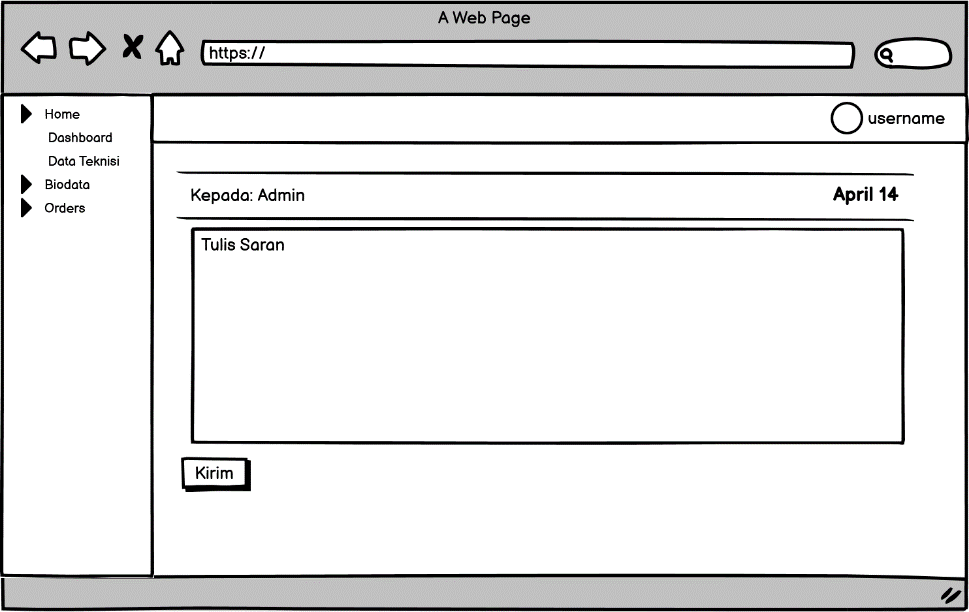 A Web Page
https://
Home
Dashboard
Data Teknisi
Biodata
Orders
username
Kepada: Admin
April 14
Tulis Saran
Kirim